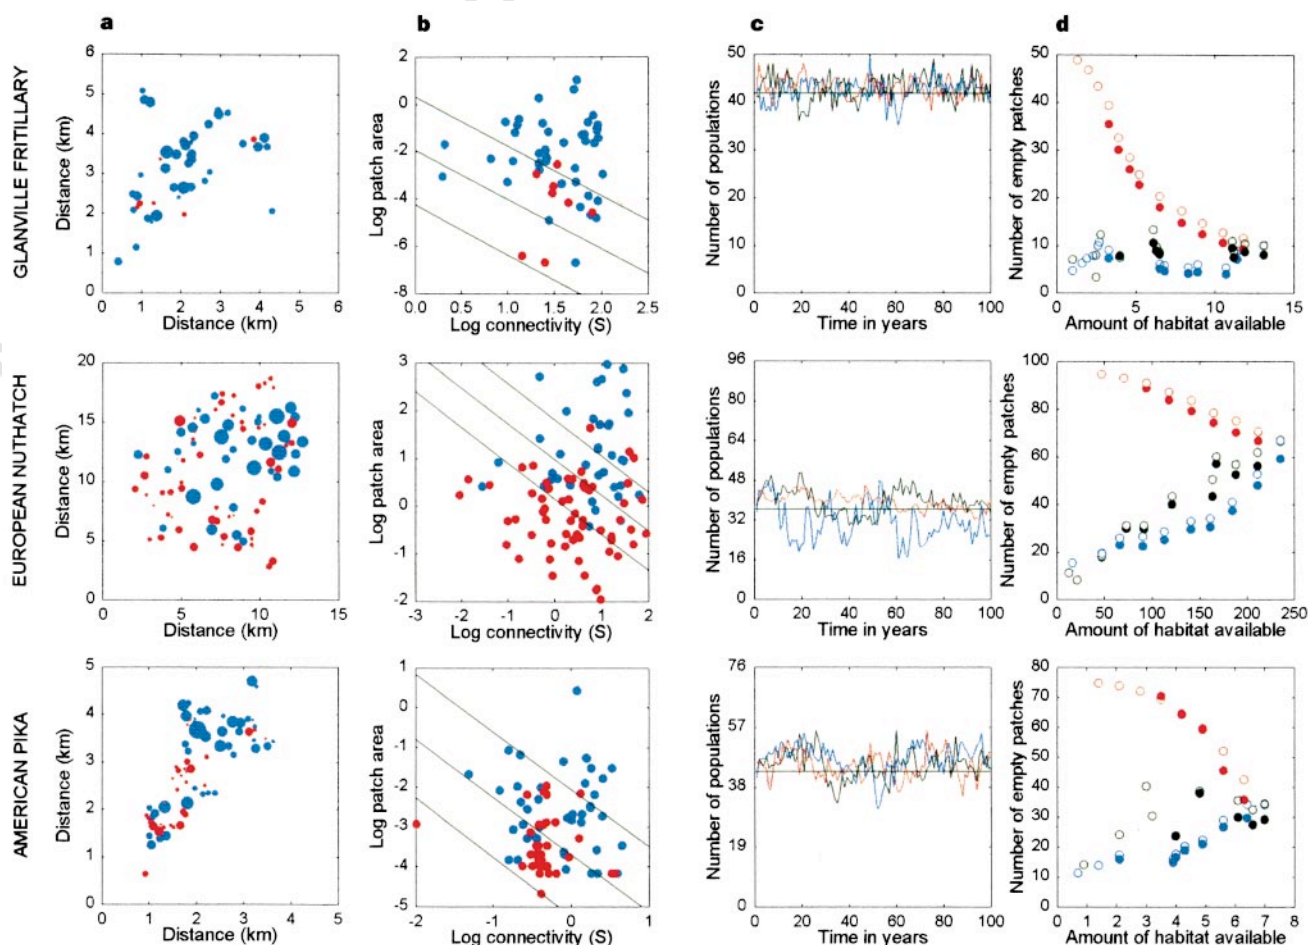 a
b
c
d
GLANVILLE FRITILLARY
Distance (km)
6
5
4
3
2
1
0
0 1 2 3 4 5 6
Distance (km)
Log patch area
2
0
-2
-4
-6
-8
0.0 0.5 1.0 1.5 2.0 2.5
Log connectivity (S)
Number of populations
50
40
30
20
10
0
0 20 40 60 80 100
Time in years
Number of empty patches
50
40
30
20
10
0
0 5 10 15
Amount of habitat available
EUROPEAN NUTHATCH
Distance (km)
20
15
10
5
0
0 5 10 15
Distance (km)
Log patch area
3
2
1
0
-1
-2
-3 -2 -1 0 1 2
Log connectivity (S)
Number of populations
96
80
64
48
32
16
0
0 20 40 60 80 100
Time in years
Number of empty patches
100
80
60
40
20
0
0 50 100 150 200 250
Amount of habitat available
AMERICAN PIKA
Distance (km)
5
4
3
2
1
0
0 1 2 3 4 5
Distance (km)
Log patch area
1
0
-1
-2
-3
-4
-5
-2 -1 0 1
Log connectivity (S)
Number of populations
76
57
38
19
0
0 20 40 60 80 100
Time in years
Number of empty patches
80
70
60
50
40
30
20
10
0
0 1 2 3 4 5 6 7 8
Amount of habitat available